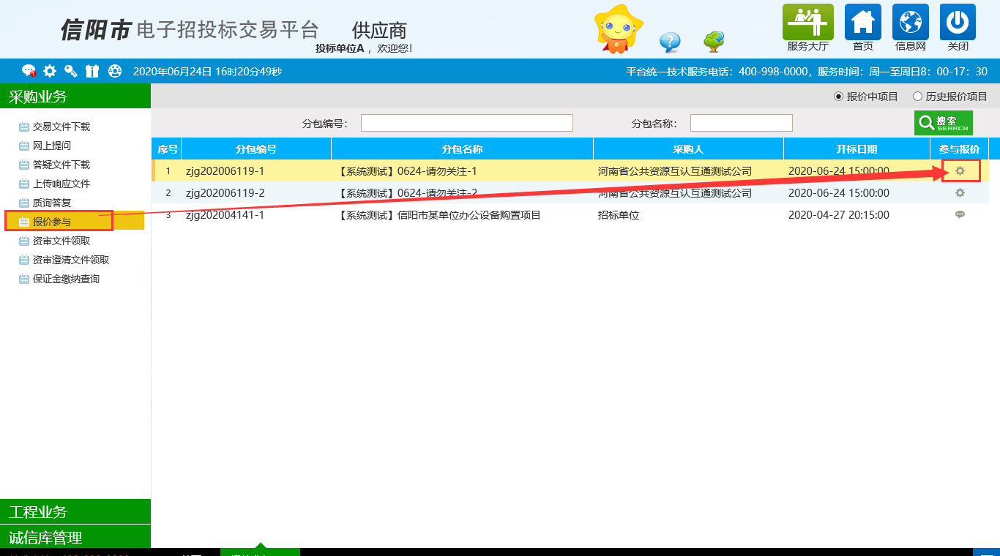 信阳市 电子招投标交易平台 供应商
投标单位A ，欢迎您！
服务大厅 首页 信息网 关闭
2020年06月24日 16时20分49秒 平台统一技术服务电话：400-998-0000，服务时间：周一至周日8：00-17：30
采购业务
报价中项目 历史报价项目
分包编号： 分包名称： 搜索 SEARCH
交易文件下载
网上提问
答疑文件下载
上传响应文件
质询答复
报价参与
资审文件领取
资审澄清文件领取
保证金缴纳查询
序号 分包编号 分包名称 采购人 开标日期 参与报价
1 zjg202006119-1 【系统测试】0624-请勿关注-1 河南省公共资源互认互通测试公司 2020-06-24 15:00:00
2 zjg202006119-2 【系统测试】0624-请勿关注-2 河南省公共资源互认互通测试公司 2020-06-24 15:00:00
3 zjg202004141-1 【系统测试】信阳市某单位办公设备购置项目 招标单位 2020-04-27 20:15:00
工程业务
诚信库管理